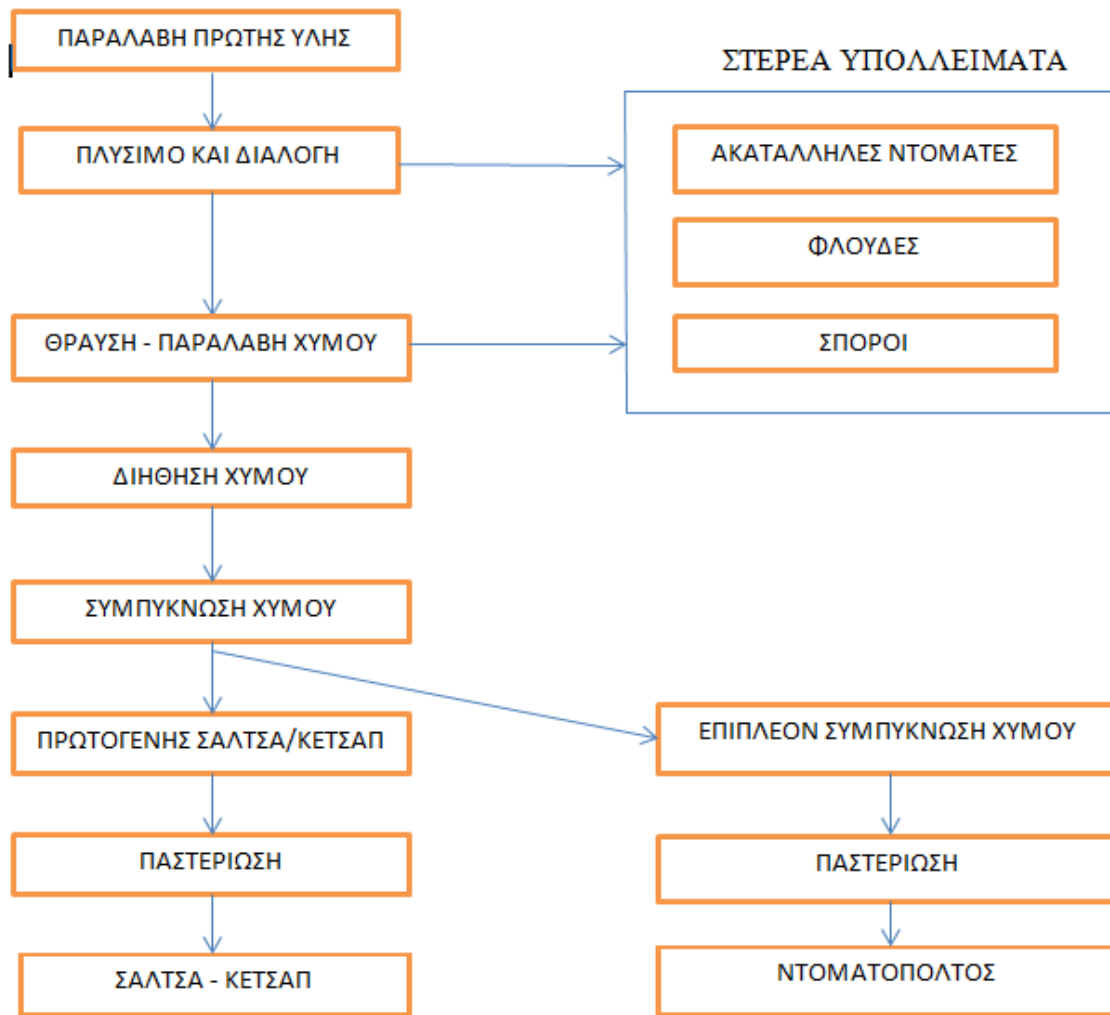 ΠΑΡΑΛΑΒΗ ΠΡΩΤΗΣ ΥΛΗΣ
ΣΤΕΡΕΑ ΥΠΟΛΛΕΙΜΑΤΑ
ΠΛΥΣΙΜΟ ΚΑΙ ΔΙΑΛΟΓΗ
ΑΚΑΤΑΛΛΗΛΕΣ ΝΤΟΜΑΤΕΣ
ΦΛΟΥΔΕΣ
ΘΡΑΥΣΗ - ΠΑΡΑΛΑΒΗ ΧΥΜΟΥ
ΣΠΟΡΟΙ
ΔΙΗΘΗΣΗ ΧΥΜΟΥ
ΣΥΜΠΥΚΝΩΣΗ ΧΥΜΟΥ
ΠΡΩΤΟΓΕΝΗΣ ΣΑΛΤΣΑ/ΚΕΤΣΑΠ
ΕΠΙΠΛΕΟΝ ΣΥΜΠΥΚΝΩΣΗ ΧΥΜΟΥ
ΠΑΣΤΕΡΙΩΣΗ
ΠΑΣΤΕΡΙΩΣΗ
ΣΑΛΤΣΑ - ΚΕΤΣΑΠ
ΝΤΟΜΑΤΟΠΟΛΤΟΣ